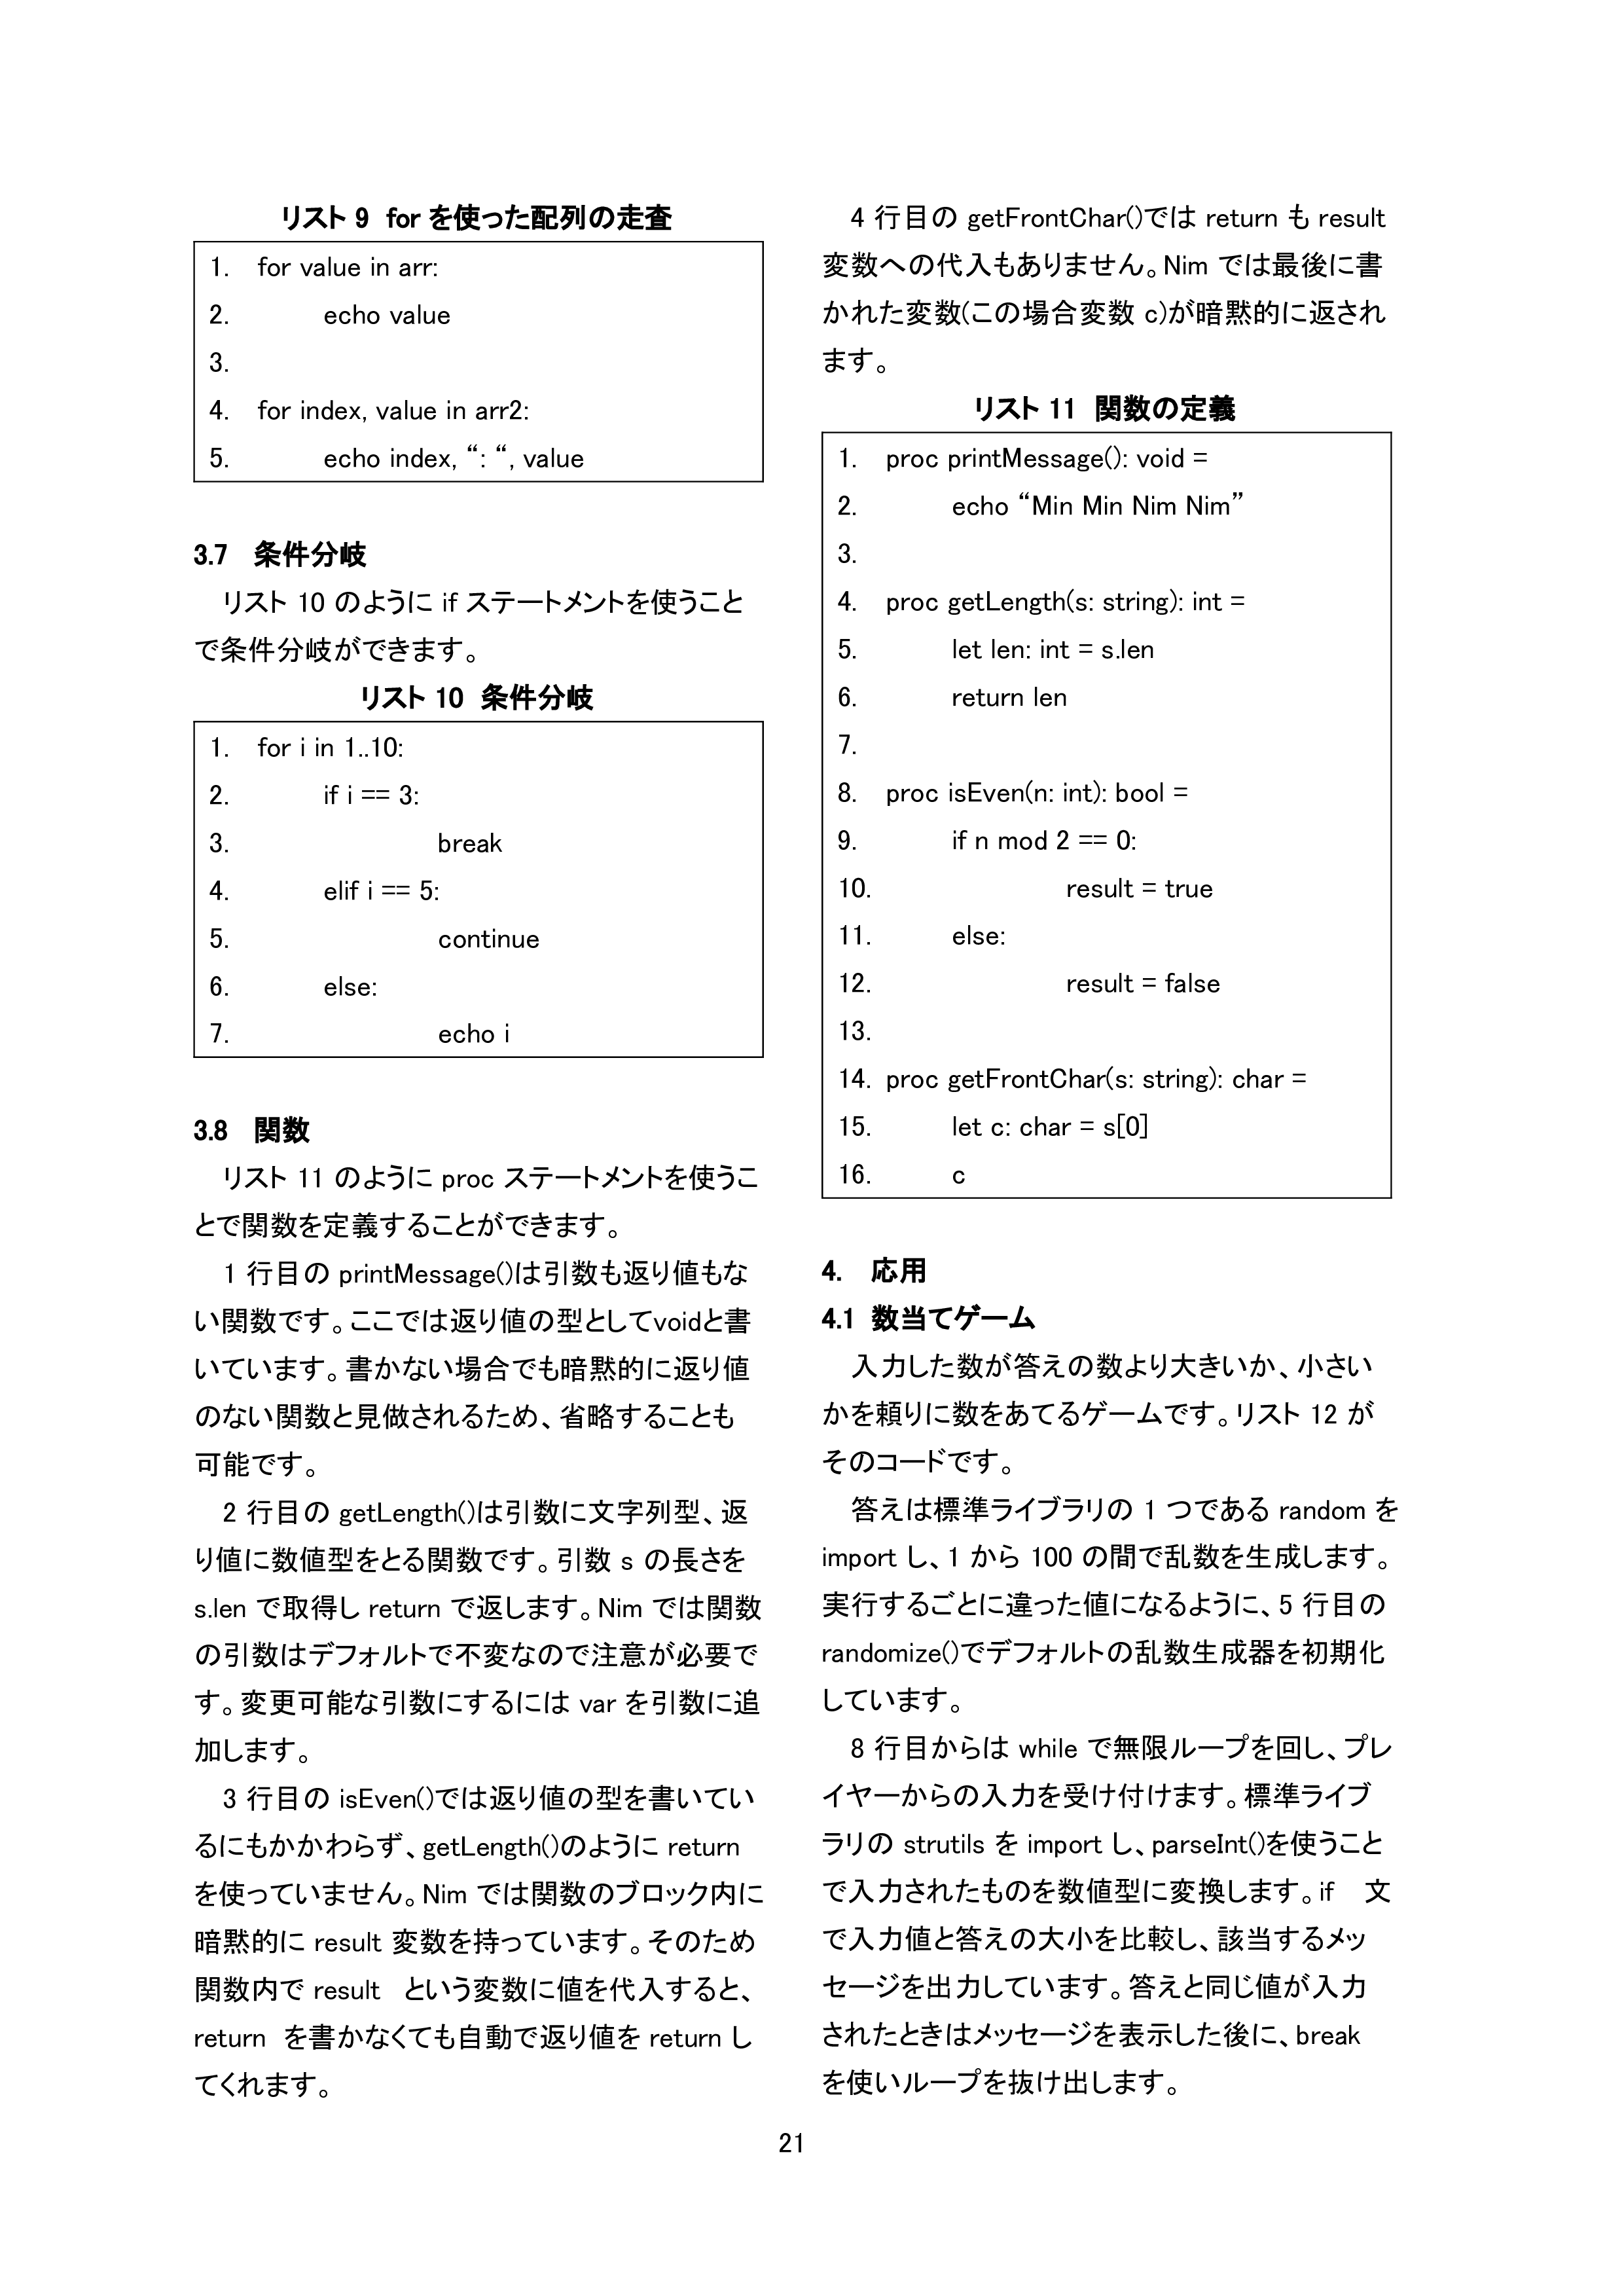 リスト 9 for を使った配列の走査
1. for value in arr:
2. echo value
3.
4. for index, value in arr2:
5. echo index, “: “, value
3.7 条件分岐
リスト 10 のように if ステートメントを使うこと
で条件分岐ができます。
リスト 10 条件分岐
1. for i in 1..10:
2. if i == 3:
3. break
4. elif i == 5:
5. continue
6. else:
7. echo i
3.8 関数
リスト 11 のように proc ステートメントを使うこ
とで関数を定義することができます。
1 行目の printMessage()は引数も返り値もな
い関数です。ここでは返り値の型としてvoidと書
いています。書かない場合でも暗黙的に返り値
のない関数と見做されるため、省略することも
可能です。
2 行目の getLength()は引数に文字列型、返
り値に数値型をとる関数です。引数 s の長さを
s.len で取得し return で返します。Nim では関数
の引数はデフォルトで不変なので注意が必要で
す。変更可能な引数にするには var を引数に追
加します。
3 行目の isEven()では返り値の型を書いてい
るにもかかわらず、getLength()のように return
を使っていません。Nim では関数のブロック内に
暗黙的に result 変数を持っています。そのため
関数内で result という変数に値を代入すると、
return を書かなくても自動で返り値を return し
てくれます。
4 行目の getFrontChar()では return も result
変数への代入もありません。Nim では最後に書
かれた変数(この場合変数 c)が暗黙的に返され
ます。
リスト 11 関数の定義
1. proc printMessage(): void =
2. echo “Min Min Nim Nim”
3.
4. proc getLength(s: string): int =
5. let len: int = s.len
6. return len
7.
8. proc isEven(n: int): bool =
9. if n mod 2 == 0:
10. result = true
11. else:
12. result = false
13.
14. proc getFrontChar(s: string): char =
15. let c: char = s[0]
16. c
4. 応用
4.1 数当てゲーム
入力した数が答えの数より大きいか、小さい
かを頼りに数をあてるゲームです。リスト 12 が
そのコードです。
答えは標準ライブラリの 1 つである random を
import し、1 から 100 の間で乱数を生成します。
実行するごとに違った値になるように、5 行目の
randomize()でデフォルトの乱数生成器を初期化
しています。
8 行目からは while で無限ループを回し、プレ
イヤーからの入力を受け付けます。標準ライブ
ラリの strutils を import し、parseInt()を使うこと
で入力されたものを数値型に変換します。if 文
で入力値と答えの大小を比較し、該当するメッ
セージを出力しています。答えと同じ値が入力
されたときはメッセージを表示した後に、break
を使いループを抜け出します。
21